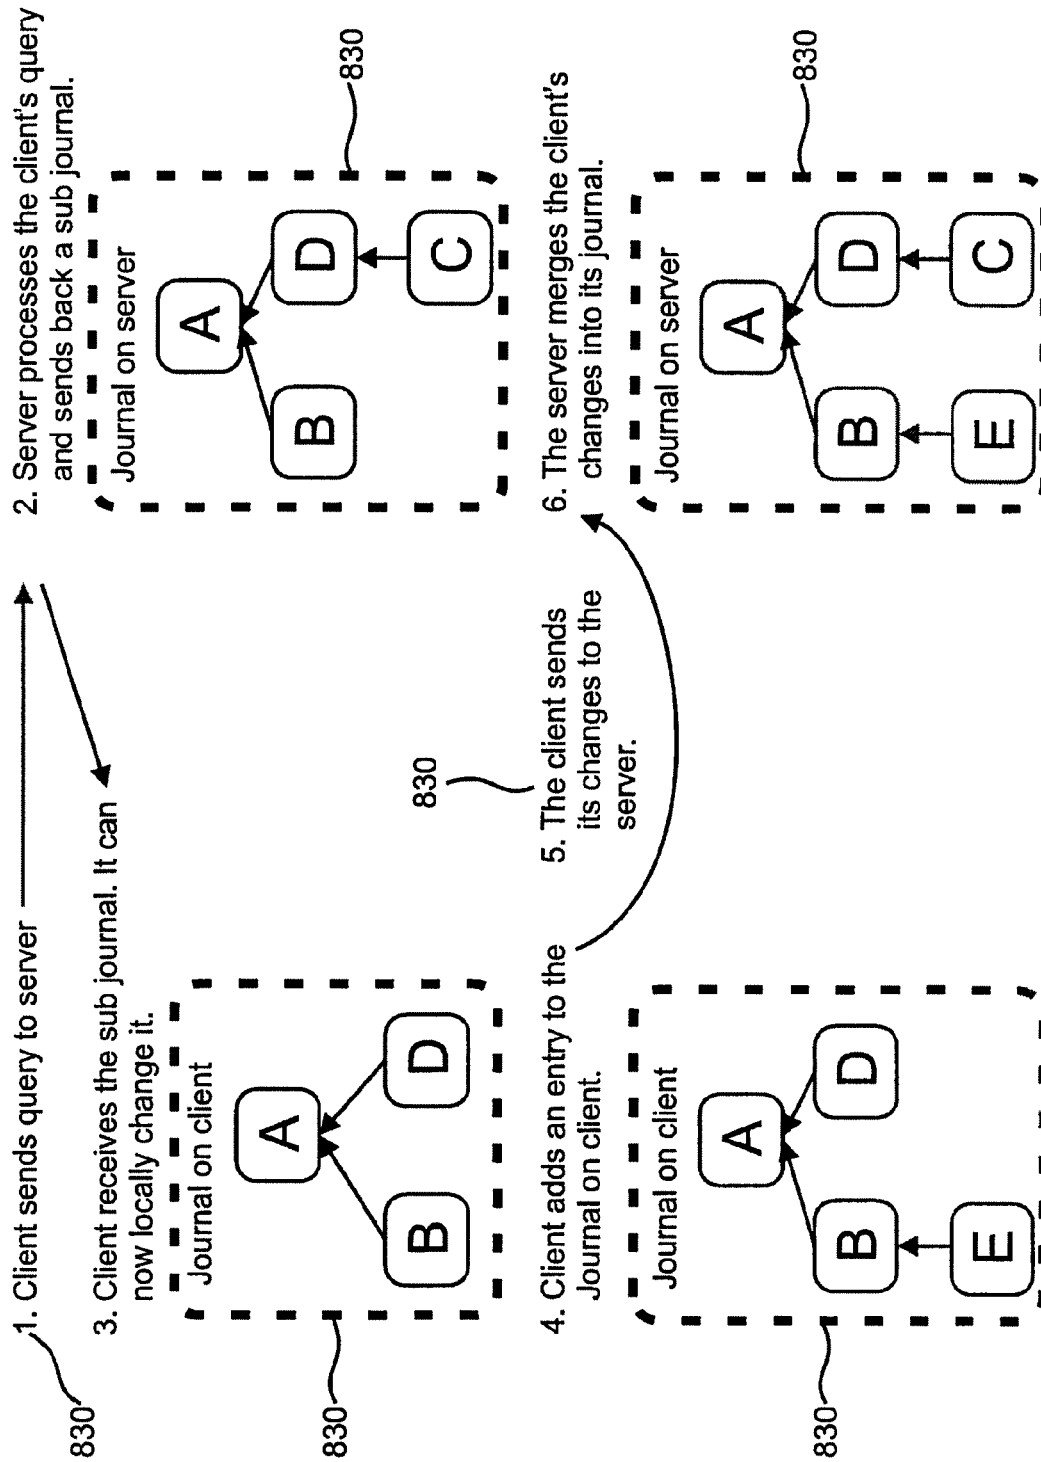 830
1. Client sends query to server
2. Server processes the client's query
and sends back a sub journal.
Journal on server
A
B
D
C
830
3. Client receives the sub journal. It can
now locally change it.
Journal on client
A
B
D
830
4. Client adds an entry to the
Journal on client.
Journal on client
A
B
D
E
830
830
5. The client sends
its changes to the
server.
6. The server merges the client's
changes into its journal.
Journal on server
A
B
D
E
C
830